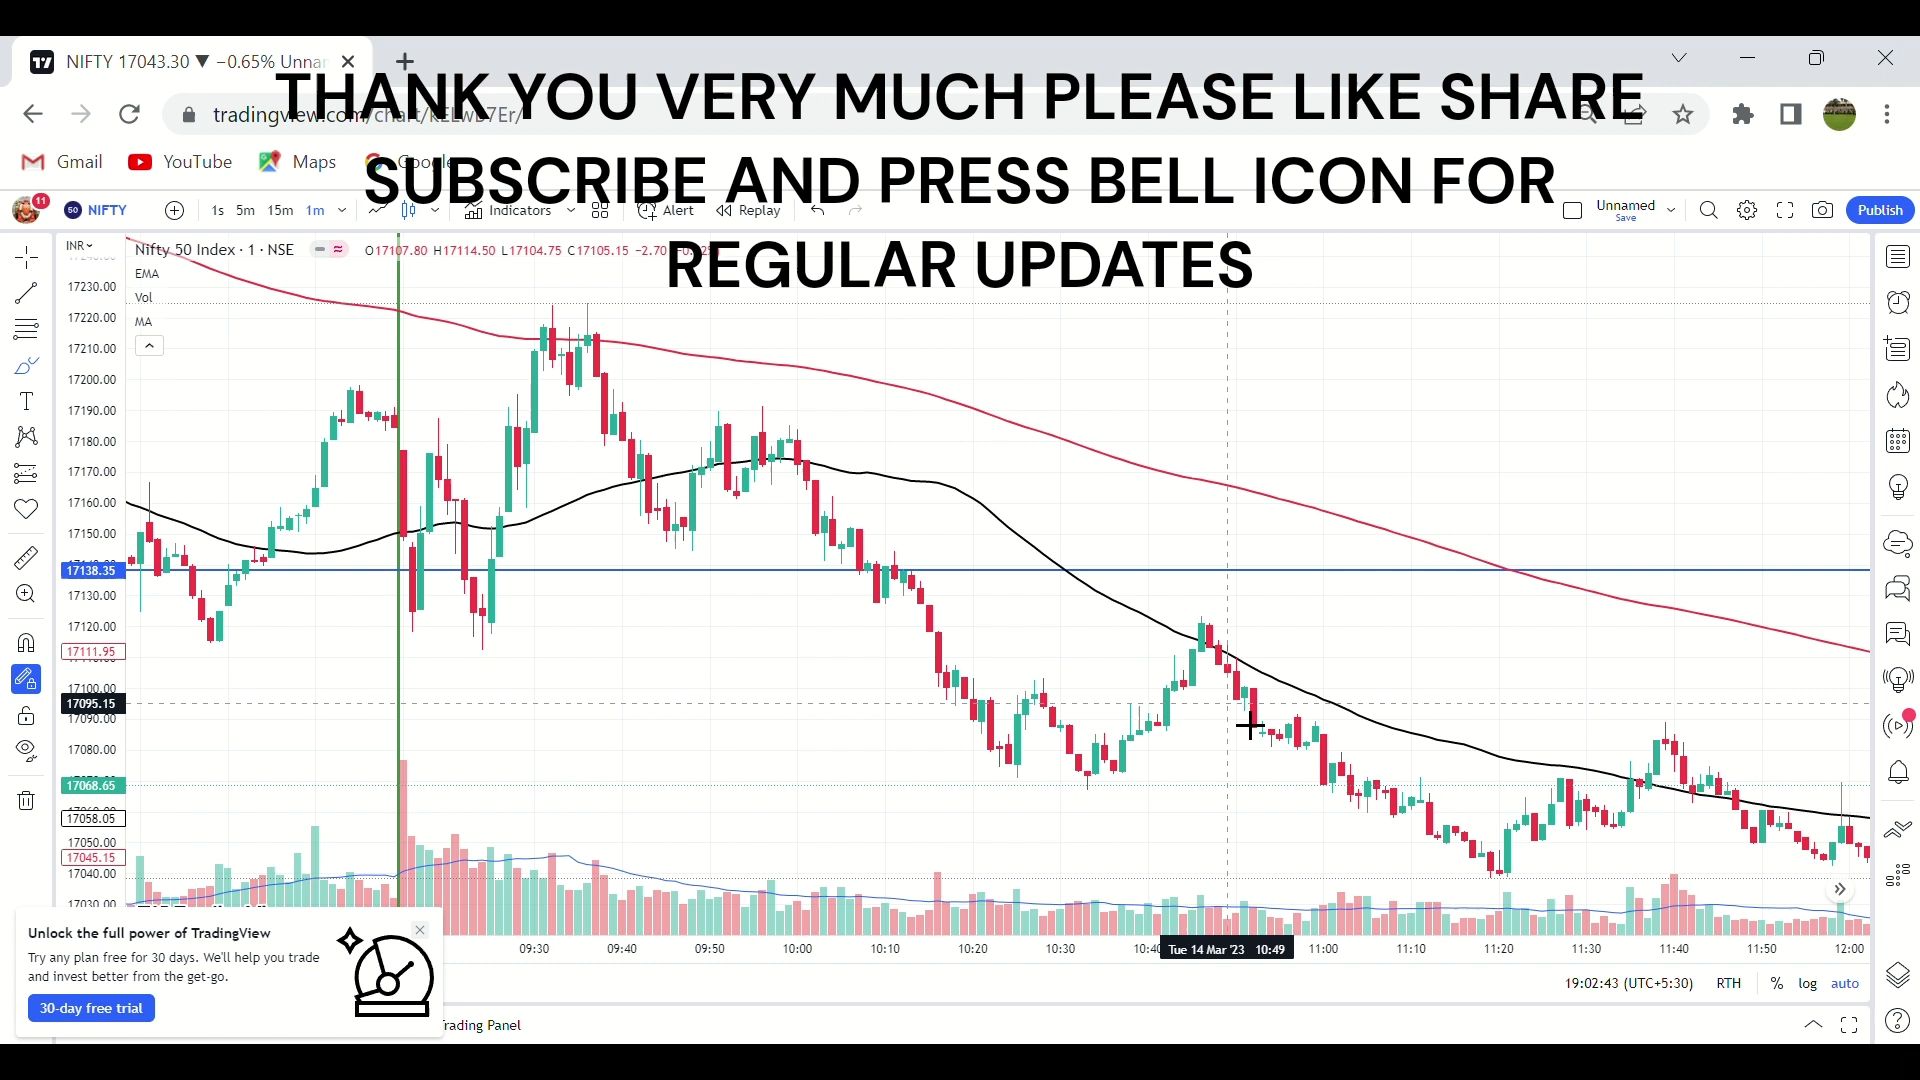 NIFTY 17043.30 ▼ −0.65% Unnar
THANK YOU VERY MUCH PLEASE LIKE SHARE
SUBSCRIBE AND PRESS BELL ICON FOR
REGULAR UPDATES
Gmail YouTube Maps
11 50 NIFTY 1s 5m 15m 1m Indicators Alert Replay Unnamed Save Publish
INR Nifty 50 Index · 1 · NSE O17107.80 H17114.50 L17104.75 C17105.15 −2.70
EMA
Vol
MA
17230.00
17220.00
17210.00
17200.00
17190.00
17180.00
17170.00
17160.00
17150.00
17138.35
17130.00
17120.00
17111.95
17100.00
17095.15
17090.00
17080.00
17068.65
17058.05
17050.00
17045.15
17040.00
17030.00
09:30 09:40 09:50 10:00 10:10 10:20 10:30 10:40 Tue 14 Mar '23 10:49 11:00 11:10 11:20 11:30 11:40 11:50 12:00
Unlock the full power of TradingView
Try any plan free for 30 days. We'll help you trade
and invest better from the get-go.
30-day free trial
19:02:43 (UTC+5:30) RTH % log auto
rading Panel